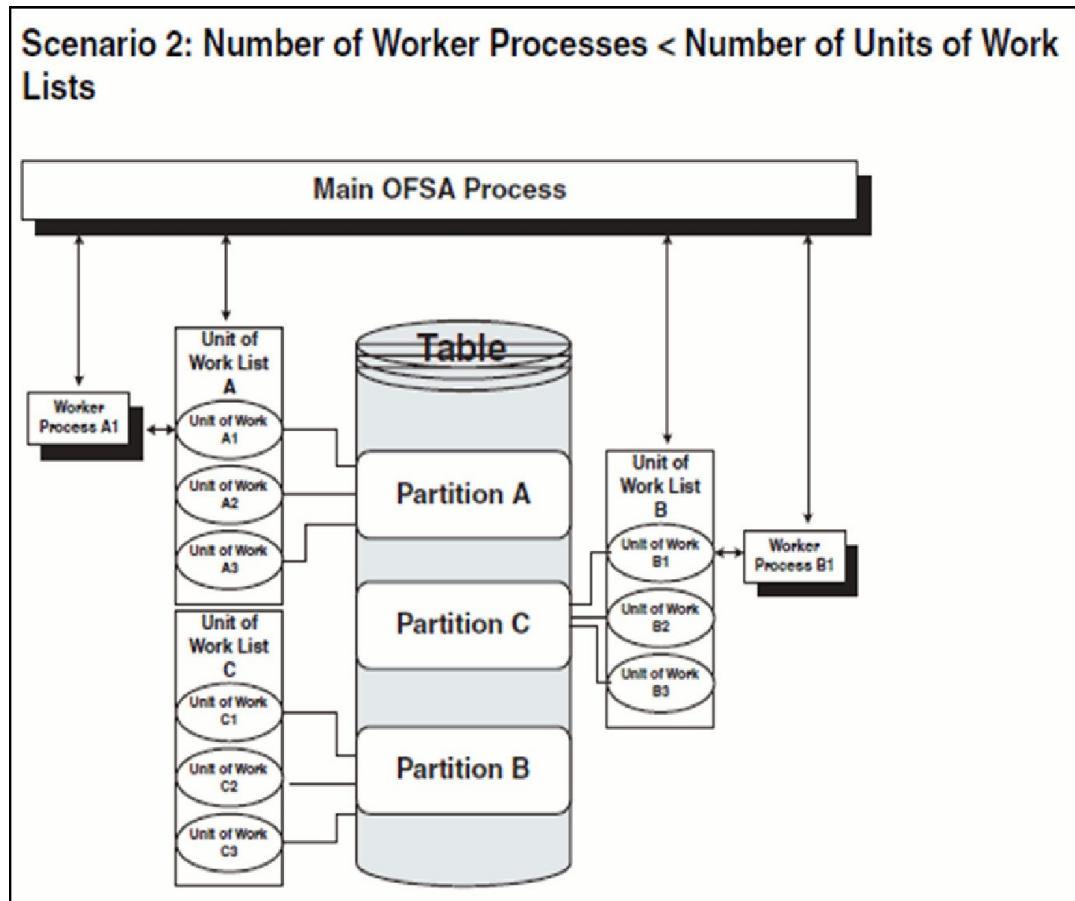 Scenario 2: Number of Worker Processes < Number of Units of Work
Lists
Main OFSA Process
Unit of
Work List
A
Worker
Process A1
Unit of Work
A1
Unit of Work
A2
Unit of Work
A3
Unit of
Work List
C
Unit of Work
C1
Unit of Work
C2
Unit of Work
C3
Table
Partition A
Partition C
Partition B
Unit of
Work List
B
Unit of Work
B1
Unit of Work
B2
Unit of Work
B3
Worker
Process B1